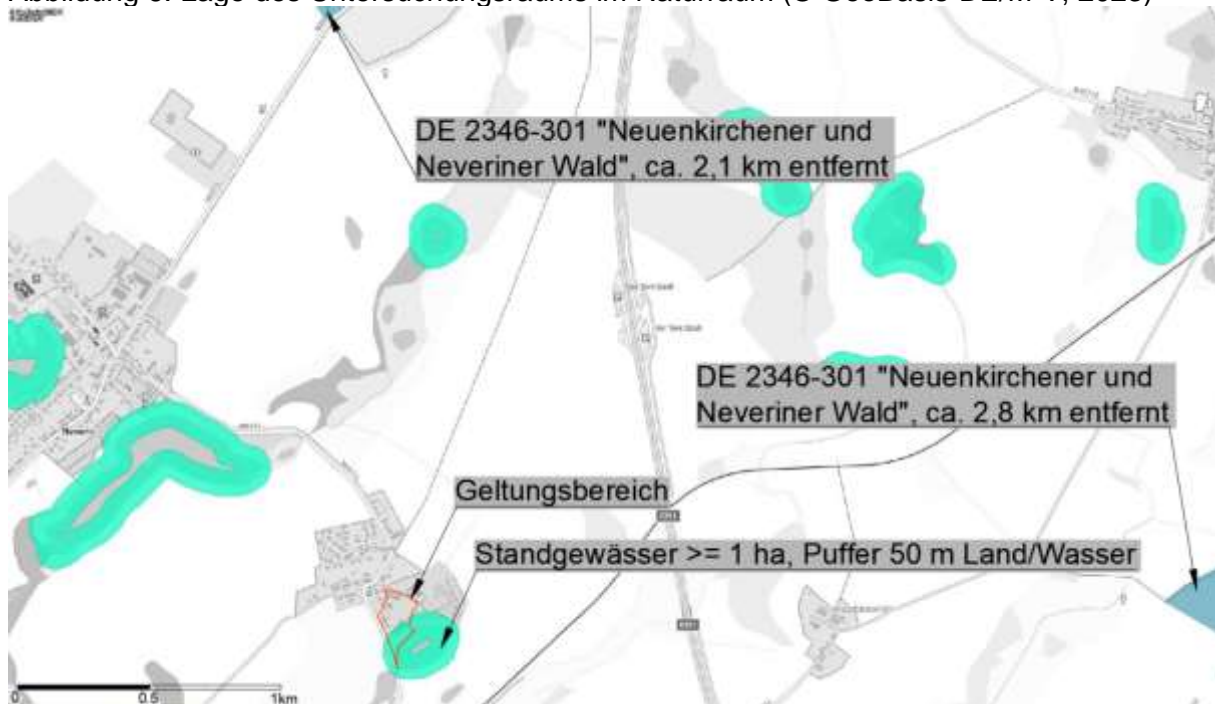 DE 2346-301 "Neuenkirchener und
Neveriner Wald", ca. 2,1 km entfernt
DE 2346-301 "Neuenkirchener und
Neveriner Wald", ca. 2,8 km entfernt
Geltungsbereich
Standgewässer >= 1 ha, Puffer 50 m Land/Wasser
0 0.5 1km